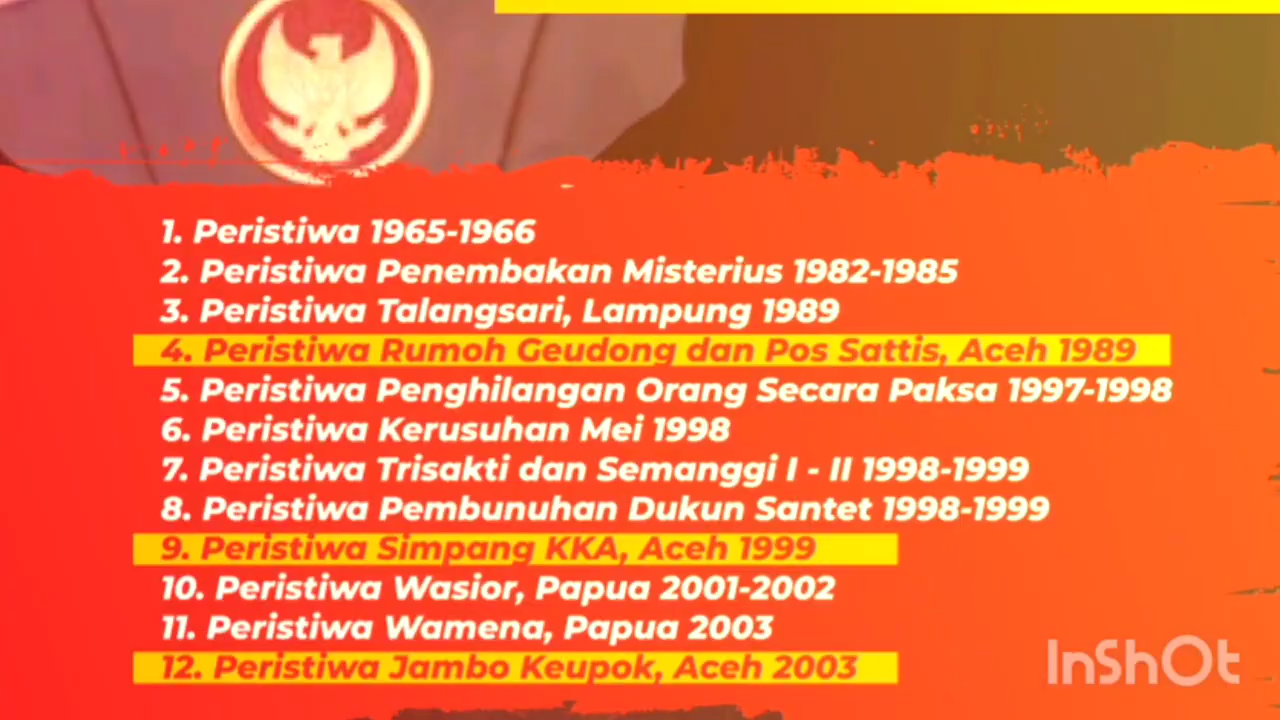 1. Peristiwa 1965-1966
2. Peristiwa Penembakan Misterius 1982-1985
3. Peristiwa Talangsari, Lampung 1989
4. Peristiwa Rumoh Geudong dan Pos Sattis, Aceh 1989
5. Peristiwa Penghilangan Orang Secara Paksa 1997-1998
6. Peristiwa Kerusuhan Mei 1998
7. Peristiwa Trisakti dan Semanggi I - II 1998-1999
8. Peristiwa Pembunuhan Dukun Santet 1998-1999
9. Peristiwa Simpang KKA, Aceh 1999
10. Peristiwa Wasior, Papua 2001-2002
11. Peristiwa Wamena, Papua 2003
12. Peristiwa Jambo Keupok, Aceh 2003
InShOt